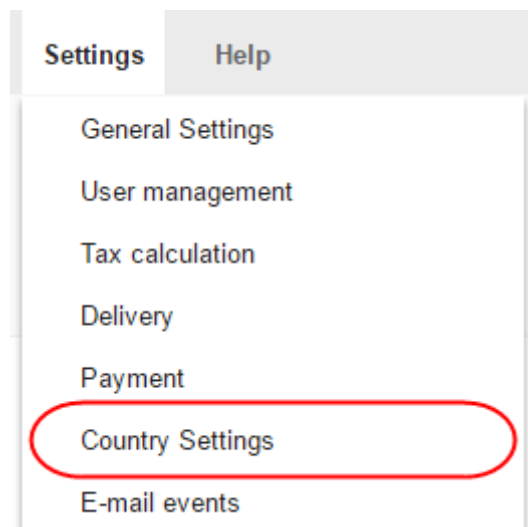 Settings Help
General Settings
User management
Tax calculation
Delivery
Payment
Country Settings
E-mail events